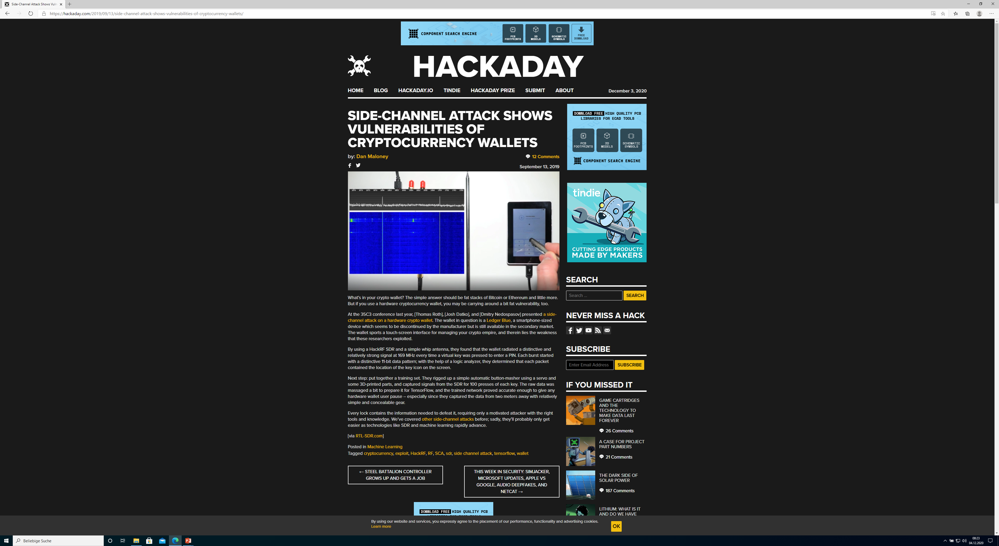 Side-Channel Attack Shows Vuln
https://hackaday.com/2019/09/13/side-channel-attack-shows-vulnerabilities-of-cryptocurrency-wallets/
COMPONENT SEARCH ENGINE
PCB
FOOTPRINTS
3D
MODELS
SCHEMATIC
SYMBOLS
FREE
DOWNLOAD
HACKADAY
HOME BLOG HACKADAY.IO TINDIE HACKADAY PRIZE SUBMIT ABOUT
December 3, 2020
SIDE-CHANNEL ATTACK SHOWS
VULNERABILITIES OF
CRYPTOCURRENCY WALLETS
by: Dan Maloney
12 Comments
September 13, 2019
What's in your crypto wallet? The simple answer should be fat stacks of Bitcoin or Ethereum and little more.
But if you use a hardware cryptocurrency wallet, you may be carrying around a bit fat vulnerability, too.
At the 35C3 conference last year, [Thomas Roth], [Josh Datko], and [Dmitry Nedospasov] presented a side-
channel attack on a hardware crypto wallet. The wallet in question is a Ledger Blue, a smartphone-sized
device which seems to be discontinued by the manufacturer but is still available in the secondary market.
The wallet sports a touch-screen interface for managing your crypto empire, and therein lies the weakness
that these researchers exploited.
By using a HackRF SDR and a simple whip antenna, they found that the wallet radiated a distinctive and
relatively strong signal at 169 MHz every time a virtual key was pressed to enter a PIN. Each burst started
with a distinctive 11-bit data pattern; with the help of a logic analyzer, they determined that each packet
contained the location of the key icon on the screen.
Next step: put together a training set. They rigged up a simple automatic button-masher using a servo and
some 3D-printed parts, and captured signals from the SDR for 100 presses of each key. The raw data was
massaged a bit to prepare it for TensorFlow, and the trained network proved accurate enough to give any
hardware wallet user pause – especially since they captured the data from two meters away with relatively
simple and concealable gear.
Every lock contains the information needed to defeat it, requiring only a motivated attacker with the right
tools and knowledge. We've covered other side-channel attacks before; sadly, they'll probably only get
easier as technologies like SDR and machine learning rapidly advance.
[via RTL-SDR.com]
Posted in Machine Learning
Tagged cryptocurrency, exploit, HackRF, RF, SCA, sdr, side channel attack, tensorflow, wallet
← STEEL BATTALION CONTROLLER
GROWS UP AND GETS A JOB
THIS WEEK IN SECURITY: SIMJACKER,
MICROSOFT UPDATES, APPLE VS
GOOGLE, AUDIO DEEPFAKES, AND
NETCAT →
DOWNLOAD FREE HIGH QUALITY PCB
DOWNLOAD FREE HIGH QUALITY PCB
LIBRARIES FOR ECAD TOOLS
PCB
FOOTPRINTS
3D
MODELS
SCHEMATIC
SYMBOLS
COMPONENT SEARCH ENGINE
tindie
CUTTING EDGE PRODUCTS
MADE BY MAKERS
SEARCH
Search ...
SEARCH
NEVER MISS A HACK
SUBSCRIBE
Enter Email Address
SUBSCRIBE
IF YOU MISSED IT
GAME CARTRIDGES
AND THE
TECHNOLOGY TO
MAKE DATA LAST
FOREVER
26 Comments
A CASE FOR PROJECT
PART NUMBERS
21 Comments
THE DARK SIDE OF
SOLAR POWER
187 Comments
LITHIUM: WHAT IS IT
AND DO WE HAVE
By using our website and services, you expressly agree to the placement of our performance, functionality and advertising cookies.
Learn more
OK
Beliebige Suche
08:23
04.12.2020